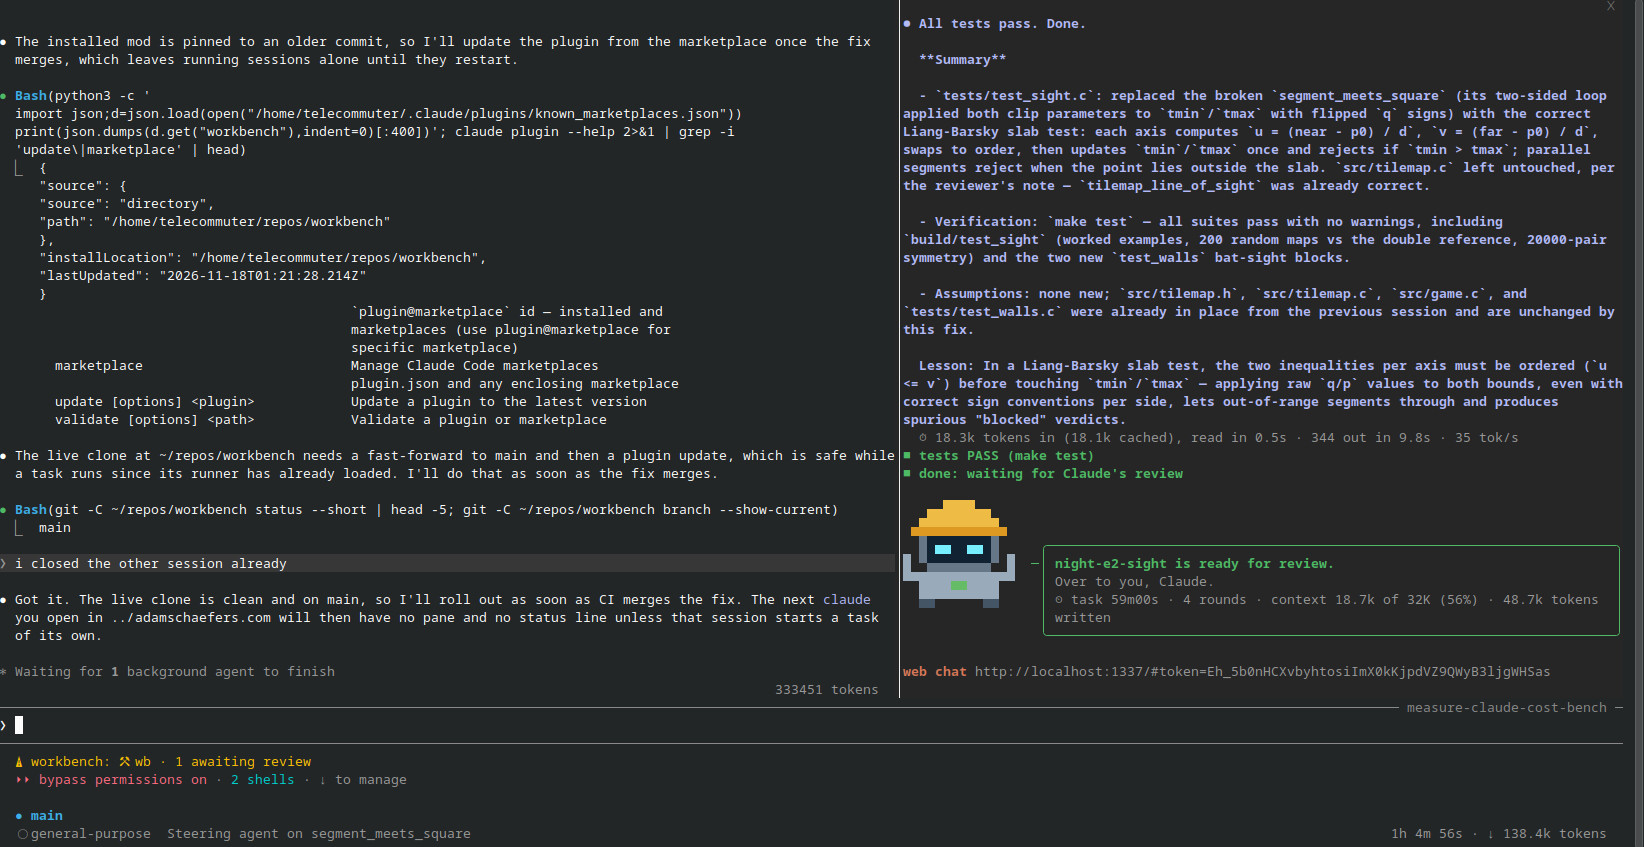 ● The installed mod is pinned to an older commit, so I'll update the plugin from the marketplace once the fix
merges, which leaves running sessions alone until they restart.
● Bash(python3 -c '
import json;d=json.load(open("/home/telecommuter/.claude/plugins/known_marketplaces.json"))
print(json.dumps(d.get("workbench"),indent=0)[:400])'; claude plugin --help 2>&1 | grep -i
'update\|marketplace' | head)
{
"source": {
"source": "directory",
"path": "/home/telecommuter/repos/workbench"
},
"installLocation": "/home/telecommuter/repos/workbench",
"lastUpdated": "2026-11-18T01:21:28.214Z"
}
`plugin@marketplace` id — installed and
marketplaces (use plugin@marketplace for
specific marketplace)
marketplace Manage Claude Code marketplaces
plugin.json and any enclosing marketplace
update [options] <plugin> Update a plugin to the latest version
validate [options] <path> Validate a plugin or marketplace
● The live clone at ~/repos/workbench needs a fast-forward to main and then a plugin update, which is safe while
a task runs since its runner has already loaded. I'll do that as soon as the fix merges.
● Bash(git -C ~/repos/workbench status --short | head -5; git -C ~/repos/workbench branch --show-current)
main
❯ i closed the other session already
● Got it. The live clone is clean and on main, so I'll roll out as soon as CI merges the fix. The next claude
you open in ../adamschaefers.com will then have no pane and no status line unless that session starts a task
of its own.
* Waiting for 1 background agent to finish
333451 tokens
X
● All tests pass. Done.
**Summary**
- `tests/test_sight.c`: replaced the broken `segment_meets_square` (its two-sided loop
applied both clip parameters to `tmin`/`tmax` with flipped `q` signs) with the correct
Liang-Barsky slab test: each axis computes `u = (near - p0) / d`, `v = (far - p0) / d`,
swaps to order, then updates `tmin`/`tmax` once and rejects if `tmin > tmax`; parallel
segments reject when the point lies outside the slab. `src/tilemap.c` left untouched, per
the reviewer's note — `tilemap_line_of_sight` was already correct.
- Verification: `make test` — all suites pass with no warnings, including
`build/test_sight` (worked examples, 200 random maps vs the double reference, 20000-pair
symmetry) and the two new `test_walls` bat-sight blocks.
- Assumptions: none new; `src/tilemap.h`, `src/tilemap.c`, `src/game.c`, and
`tests/test_walls.c` were already in place from the previous session and are unchanged by
this fix.
Lesson: In a Liang-Barsky slab test, the two inequalities per axis must be ordered (`u
<= v`) before touching `tmin`/`tmax` — applying raw `q/p` values to both bounds, even with
correct sign conventions per side, lets out-of-range segments through and produces
spurious "blocked" verdicts.
⏱ 18.3k tokens in (18.1k cached), read in 0.5s · 344 out in 9.8s · 35 tok/s
■ tests PASS (make test)
■ done: waiting for Claude's review
night-e2-sight is ready for review.
Over to you, Claude.
⏲ task 59m00s · 4 rounds · context 18.7k of 32K (56%) · 48.7k tokens
written
web chat http://localhost:1337/#token=Eh_5b0nHCXvbyhtosiImX0kKjpdVZ9QWyB3ljgWHSas
measure-claude-cost-bench
❯
workbench: ⚒ wb · 1 awaiting review
⏵⏵ bypass permissions on · 2 shells · ↓ to manage
● main
○ general-purpose Steering agent on segment_meets_square 1h 4m 56s · ↓ 138.4k tokens